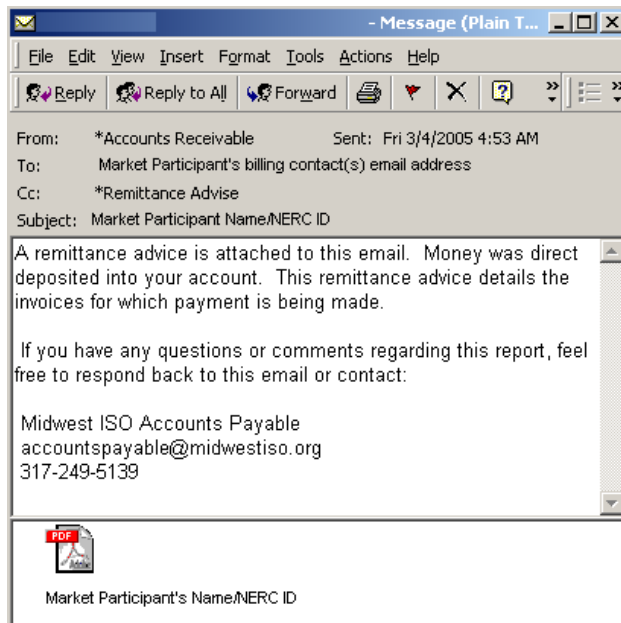 - Message (Plain T...
File Edit View Insert Format Tools Actions Help
Reply Reply to All Forward
From: *Accounts Receivable Sent: Fri 3/4/2005 4:53 AM
To: Market Participant's billing contact(s) email address
Cc: *Remittance Advise
Subject: Market Participant Name/NERC ID
A remittance advice is attached to this email. Money was direct
deposited into your account. This remittance advice details the
invoices for which payment is being made.
If you have any questions or comments regarding this report, feel
free to respond back to this email or contact:
Midwest ISO Accounts Payable
accountspayable@midwestiso.org
317-249-5139
PDF
Adobe
Market Participant's Name/NERC ID